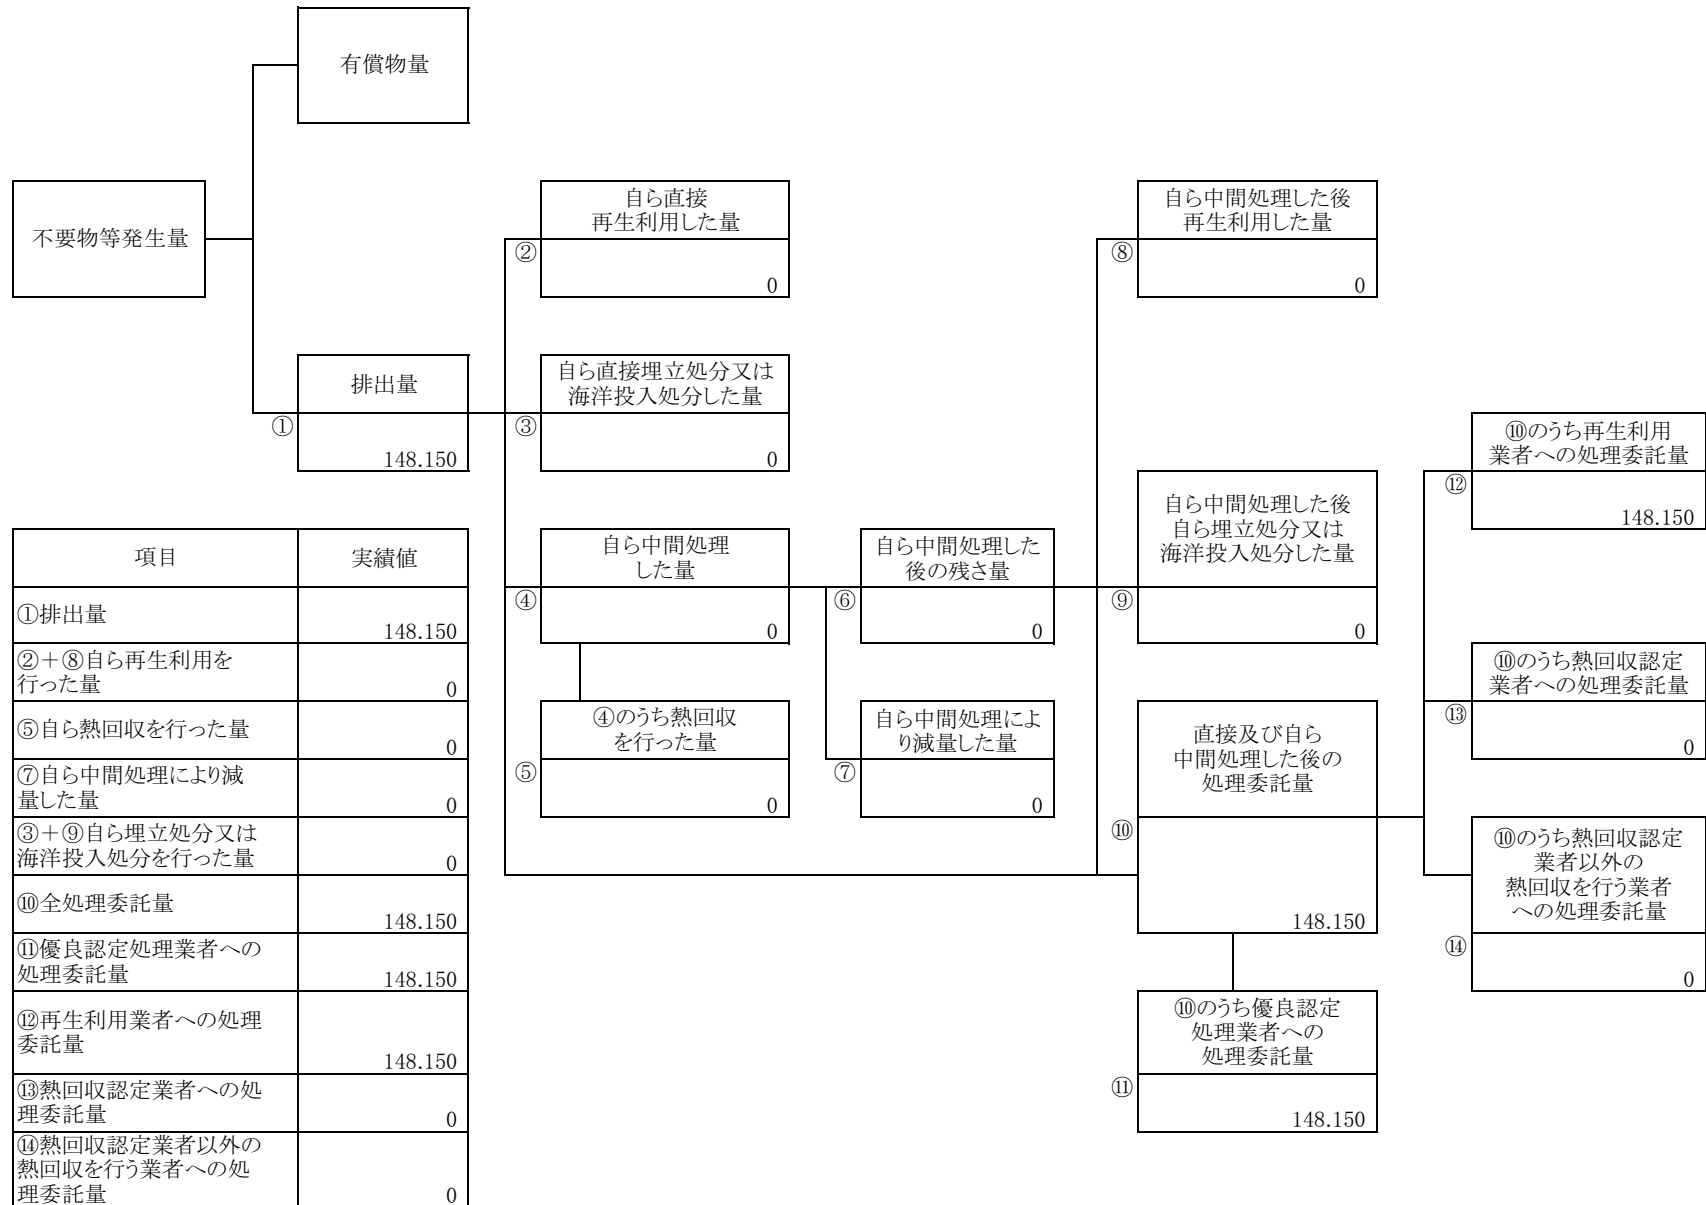 有償物量
不要物等発生量
自ら直接
再生利用した量
②
0
自ら中間処理した後
再生利用した量
⑧
0
排出量
①
148.150
自ら直接埋立処分又は
海洋投入処分した量
③
0
⑩のうち再生利用
業者への処理委託量
⑫
148.150
自ら中間処理
した量
④
0
自ら中間処理した
後の残さ量
⑥
0
自ら中間処理した後
自ら埋立処分又は
海洋投入処分した量
⑨
0
⑩のうち熱回収認定
業者への処理委託量
⑬
0
④のうち熱回収
を行った量
⑤
0
自ら中間処理によ
り減量した量
⑦
0
直接及び自ら
中間処理した後の
処理委託量
⑩
148.150
⑩のうち熱回収認定
業者以外の
熱回収を行う業者
への処理委託量
⑭
0
⑩のうち優良認定
処理業者への
処理委託量
⑪
148.150
項目 実績値
①排出量
148.150
②＋⑧自ら再生利用を
行った量 0
⑤自ら熱回収を行った量
0
⑦自ら中間処理により減
量した量 0
③＋⑨自ら埋立処分又は
海洋投入処分を行った量 0
⑩全処理委託量
148.150
⑪優良認定処理業者への
処理委託量 148.150
⑫再生利用業者への処理
委託量
148.150
⑬熱回収認定業者への処
理委託量 0
⑭熱回収認定業者以外の
熱回収を行う業者への処
理委託量 0